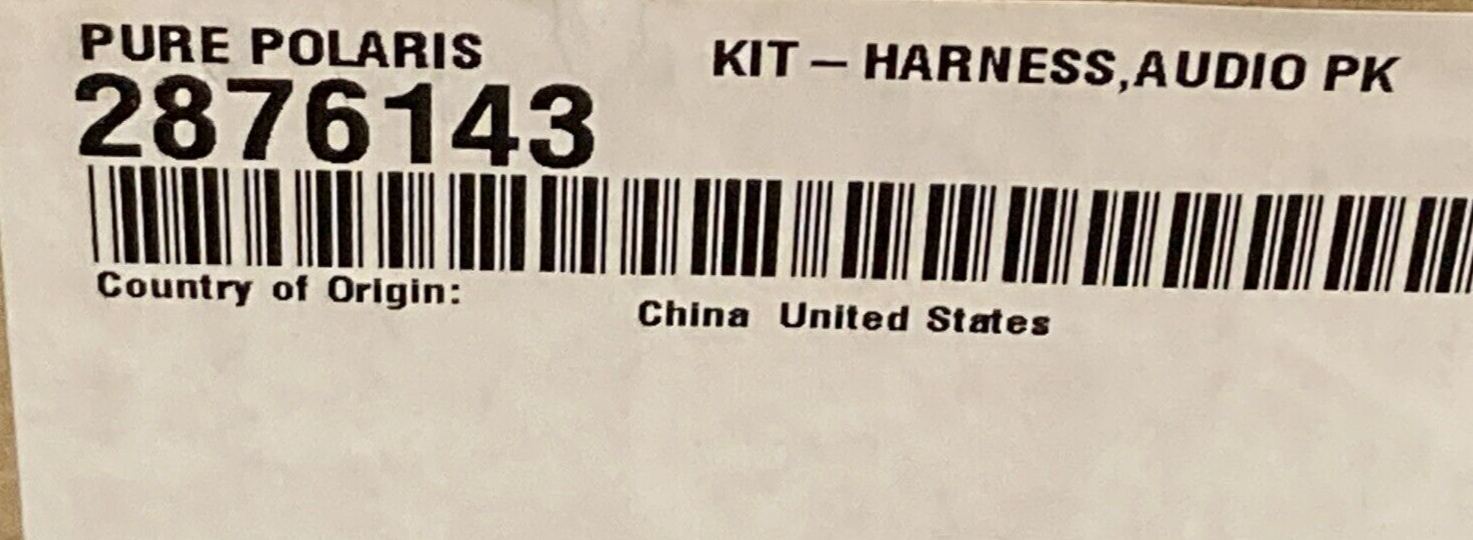 PURE POLARIS KIT – HARNESS,AUDIO PK
2876143
Country of Origin: China United States